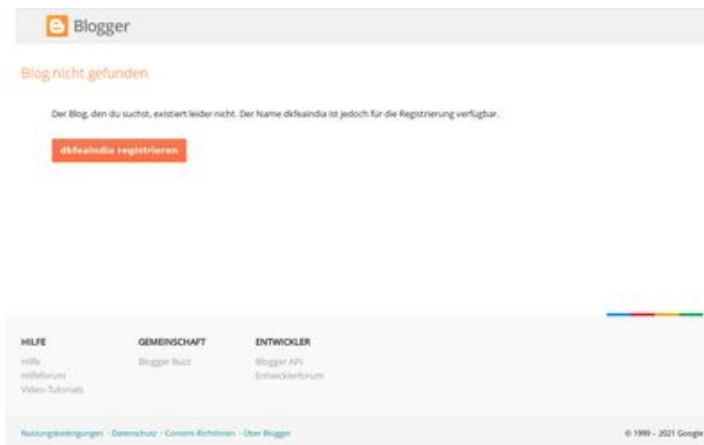 Blogger
Blog nicht gefunden.
Der Blog, den du suchst, existiert leider nicht. Der Name dkfeaindia ist jedoch für die Registrierung verfügbar.
dkfeaindia registrieren
HILFE GEMEINSCHAFT ENTWICKLER
Hilfe Blogger Buzz Blogger API
Hilfeforum Entwicklerforum
Video-Tutorials
Nutzungsbedingungen · Datenschutz · Content-Richtlinien · Über Blogger © 1999 – 2021 Google